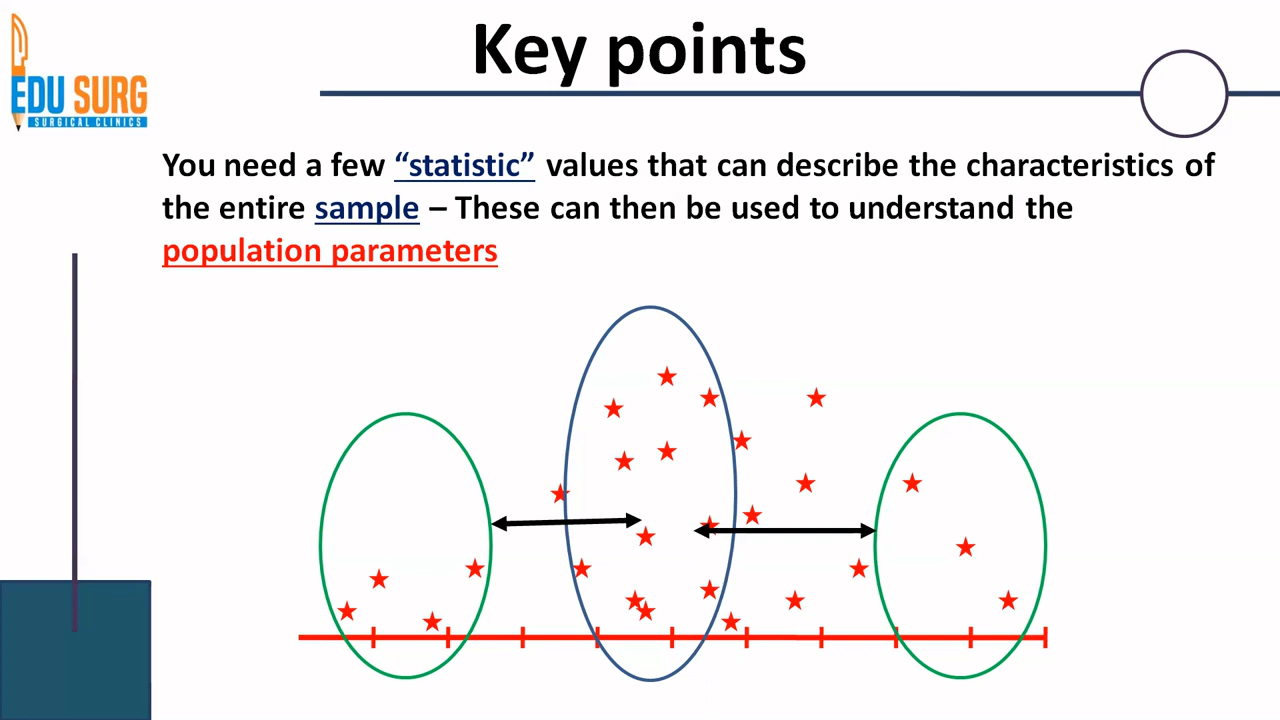 Key points
EDU SURG
SURGICAL CLINICS
You need a few “statistic” values that can describe the characteristics of
the entire sample – These can then be used to understand the
population parameters